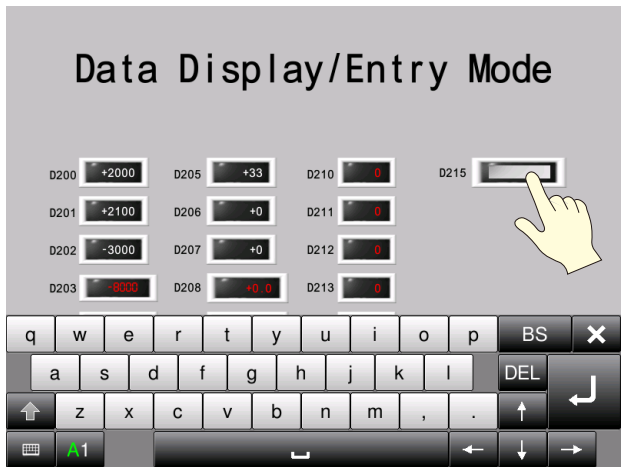 Data Display/Entry Mode
D200 +2000 D205 +33 D210 0 D215
D201 +2100 D206 +0 D211 0
D202 -3000 D207 +0 D212 0
D203 -8000 D208 +0.0 D213 0
q w e r t y u i o p BS
a s d f g h j k l DEL
z x c v b n m , .
A1